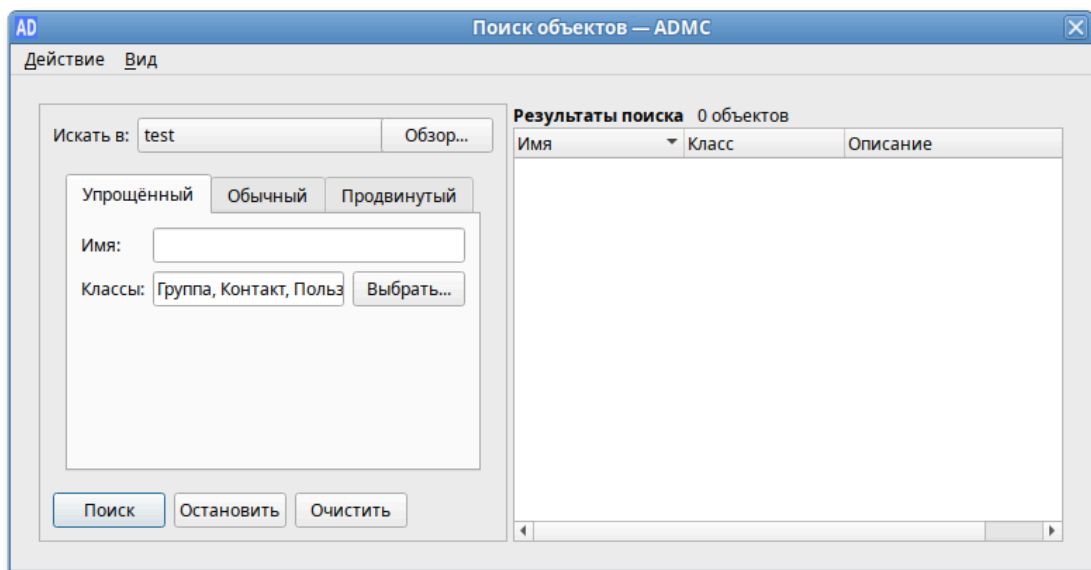 AD Поиск объектов — ADMC
Действие Вид
Искать в: test Обзор...
Упрощённый Обычный Продвинутый
Имя:
Классы: Группа, Контакт, Польз Выбрать...
Поиск Остановить Очистить
Результаты поиска 0 объектов
Имя Класс Описание